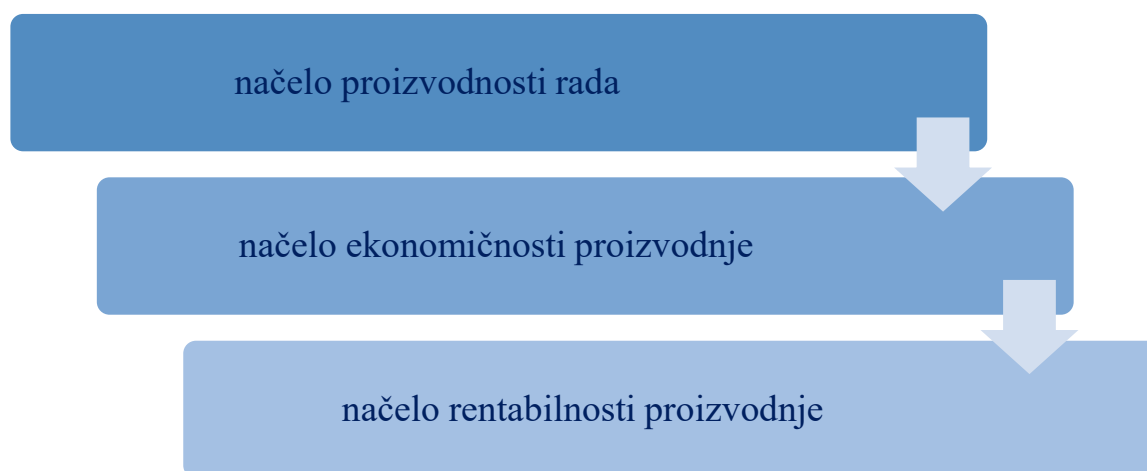 načelo proizvodnosti rada
načelo ekonomičnosti proizvodnje
načelo rentabilnosti proizvodnje